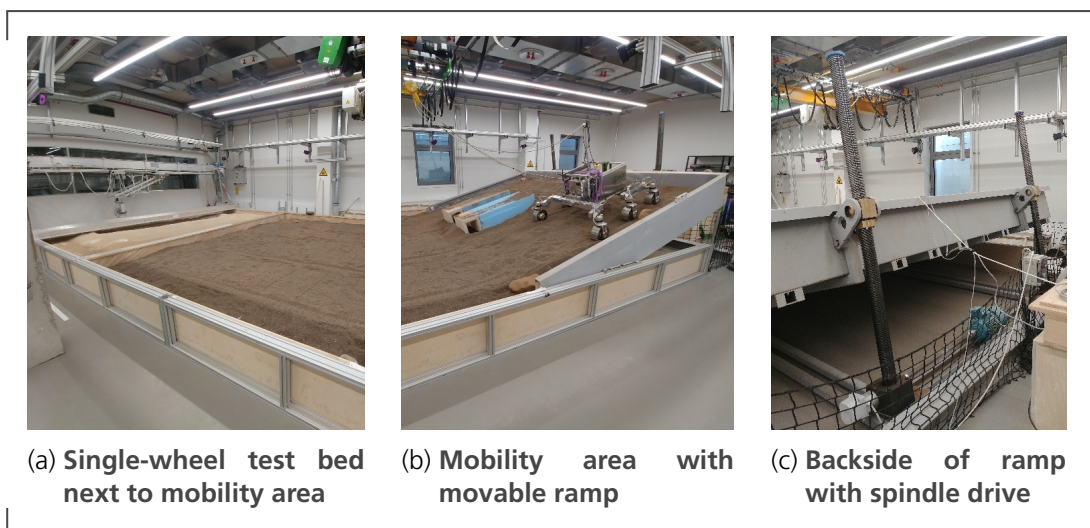 (a) Single-wheel test bed
next to mobility area
(b) Mobility area with
movable ramp
(c) Backside of ramp
with spindle drive